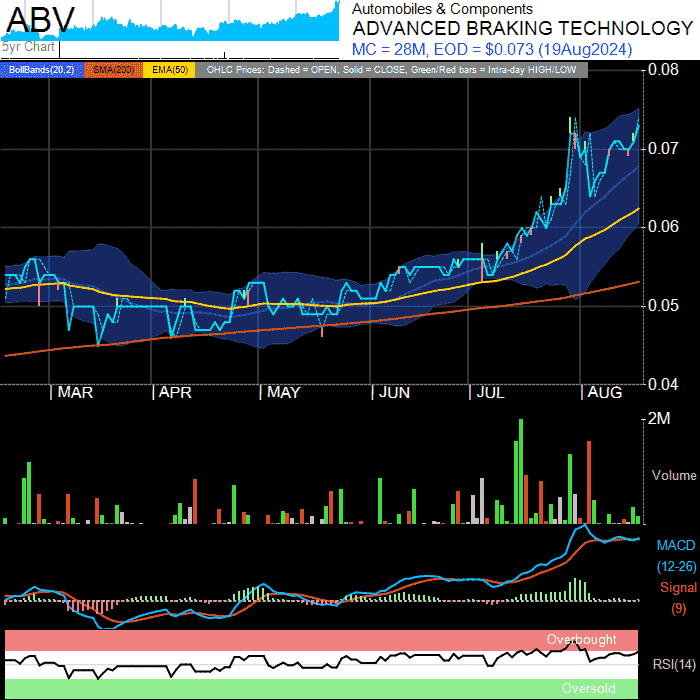 ABV
5yr Chart
Automobiles & Components
ADVANCED BRAKING TECHNOLOGY
MC = 28M, EOD = $0.073 (19Aug2024)
BollBands(20,2) SMA(200) EMA(50) OHLC Prices: Dashed = OPEN, Solid = CLOSE, Green/Red bars = Intra-day HIGH/LOW
0.08
0.07
0.06
0.05
0.04
MAR APR MAY JUN JUL AUG
2M
Volume
MACD
(12-26)
Signal
(9)
Overbought
RSI(14)
Oversold